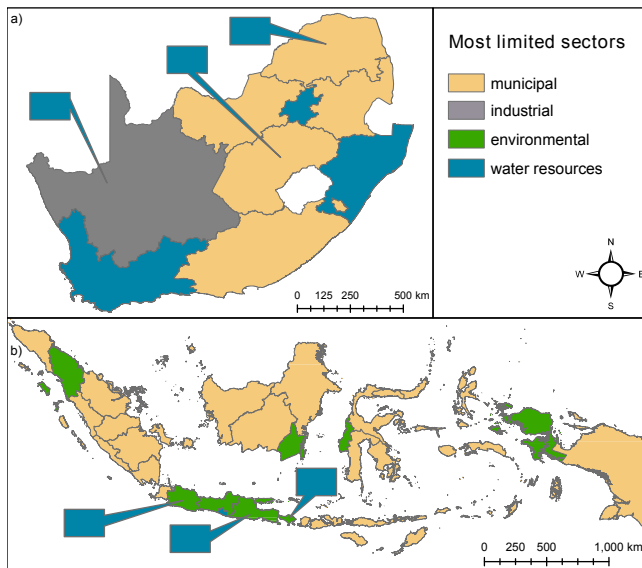 a)
Most limited sectors
municipal
industrial
environmental
water resources
N
W E
S
0 125 250 500 km
b)
0 250 500 1,000 km